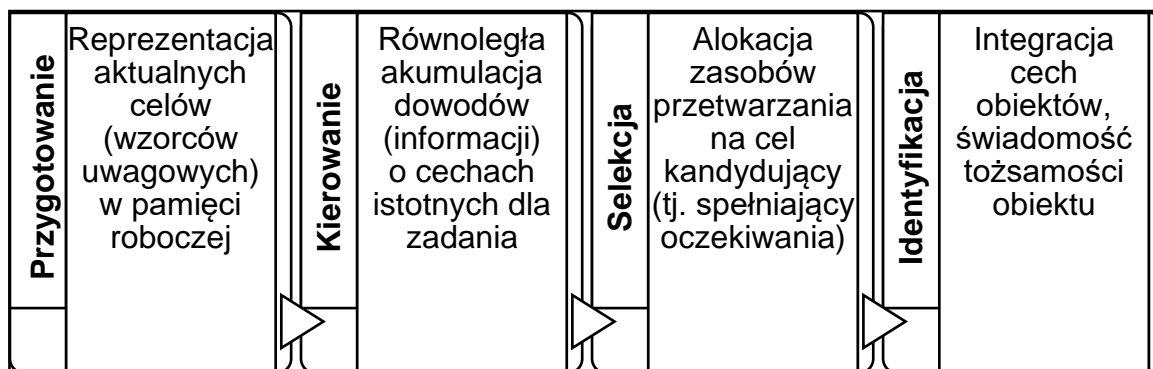 Przygotowanie
Reprezentacja
aktualnych
celów
(wzorców
uwagowych)
w pamięci
roboczej
Kierowanie
Równoległa
akumulacja
dowodów
(informacji)
o cechach
istotnych dla
zadania
Selekcja
Alokacja
zasobów
przetwarzania
na cel
kandydujący
(tj. spełniający
oczekiwania)
Identyfikacja
Integracja
cech
obiektów,
świadomość
tożsamości
obiektu